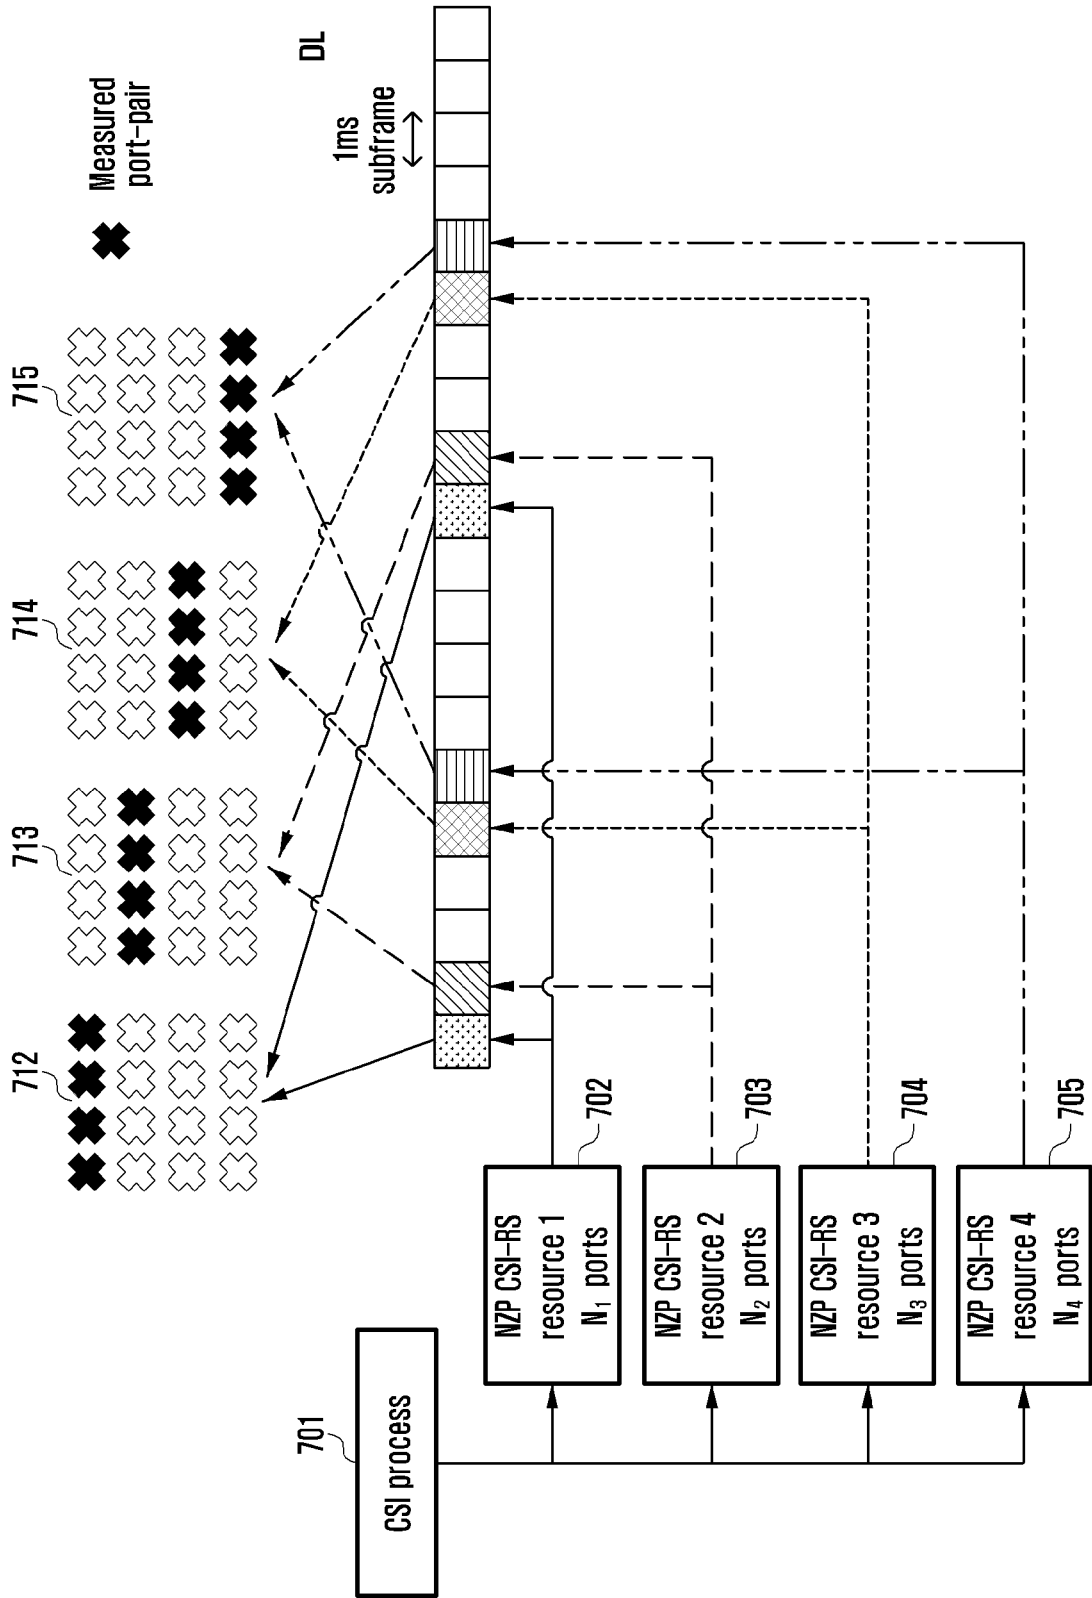 712
713
714
715
Measured
port-pair
1ms
subframe
DL
701
CSI process
NZP CSI-RS
resource 1
N₁ ports
702
NZP CSI-RS
resource 2
N₂ ports
703
NZP CSI-RS
resource 3
N₃ ports
704
NZP CSI-RS
resource 4
N₄ ports
705